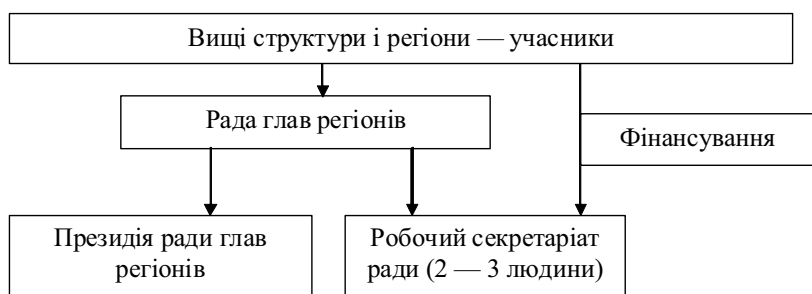 Вищі структури і регіони — учасники
Рада глав регіонів
Фінансування
Президія ради глав
регіонів
Робочий секретаріат
ради (2 — 3 людини)